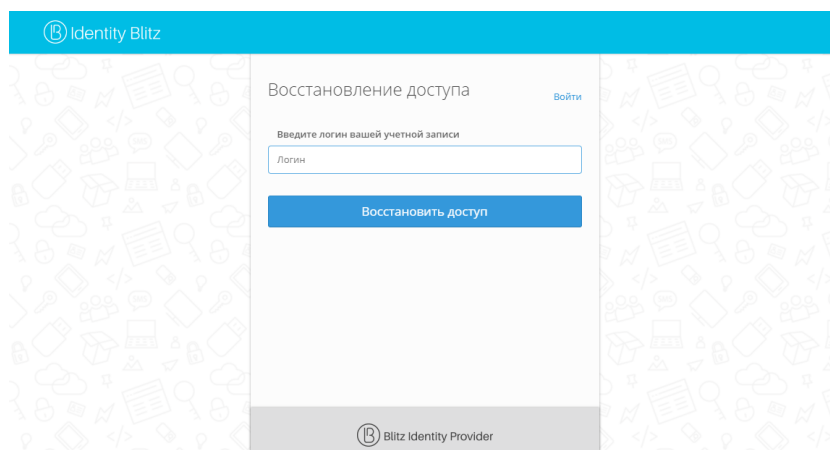 Identity Blitz
Восстановление доступа
Войти
Введите логин вашей учетной записи
Логин
Восстановить доступ
Blitz Identity Provider